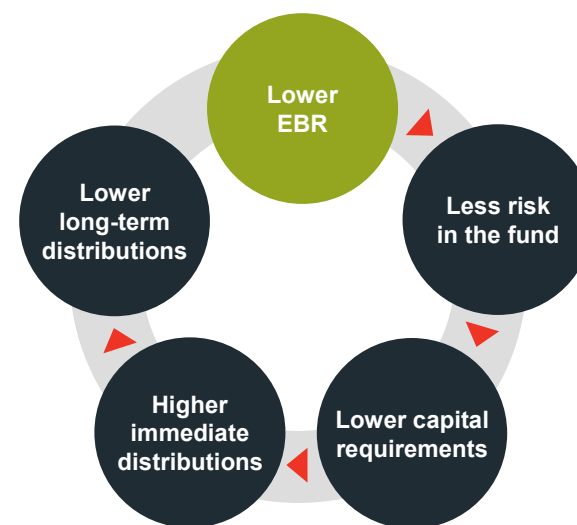 Lower
EBR
Less risk
in the fund
Lower capital
requirements
Higher
immediate
distributions
Lower
long-term
distributions